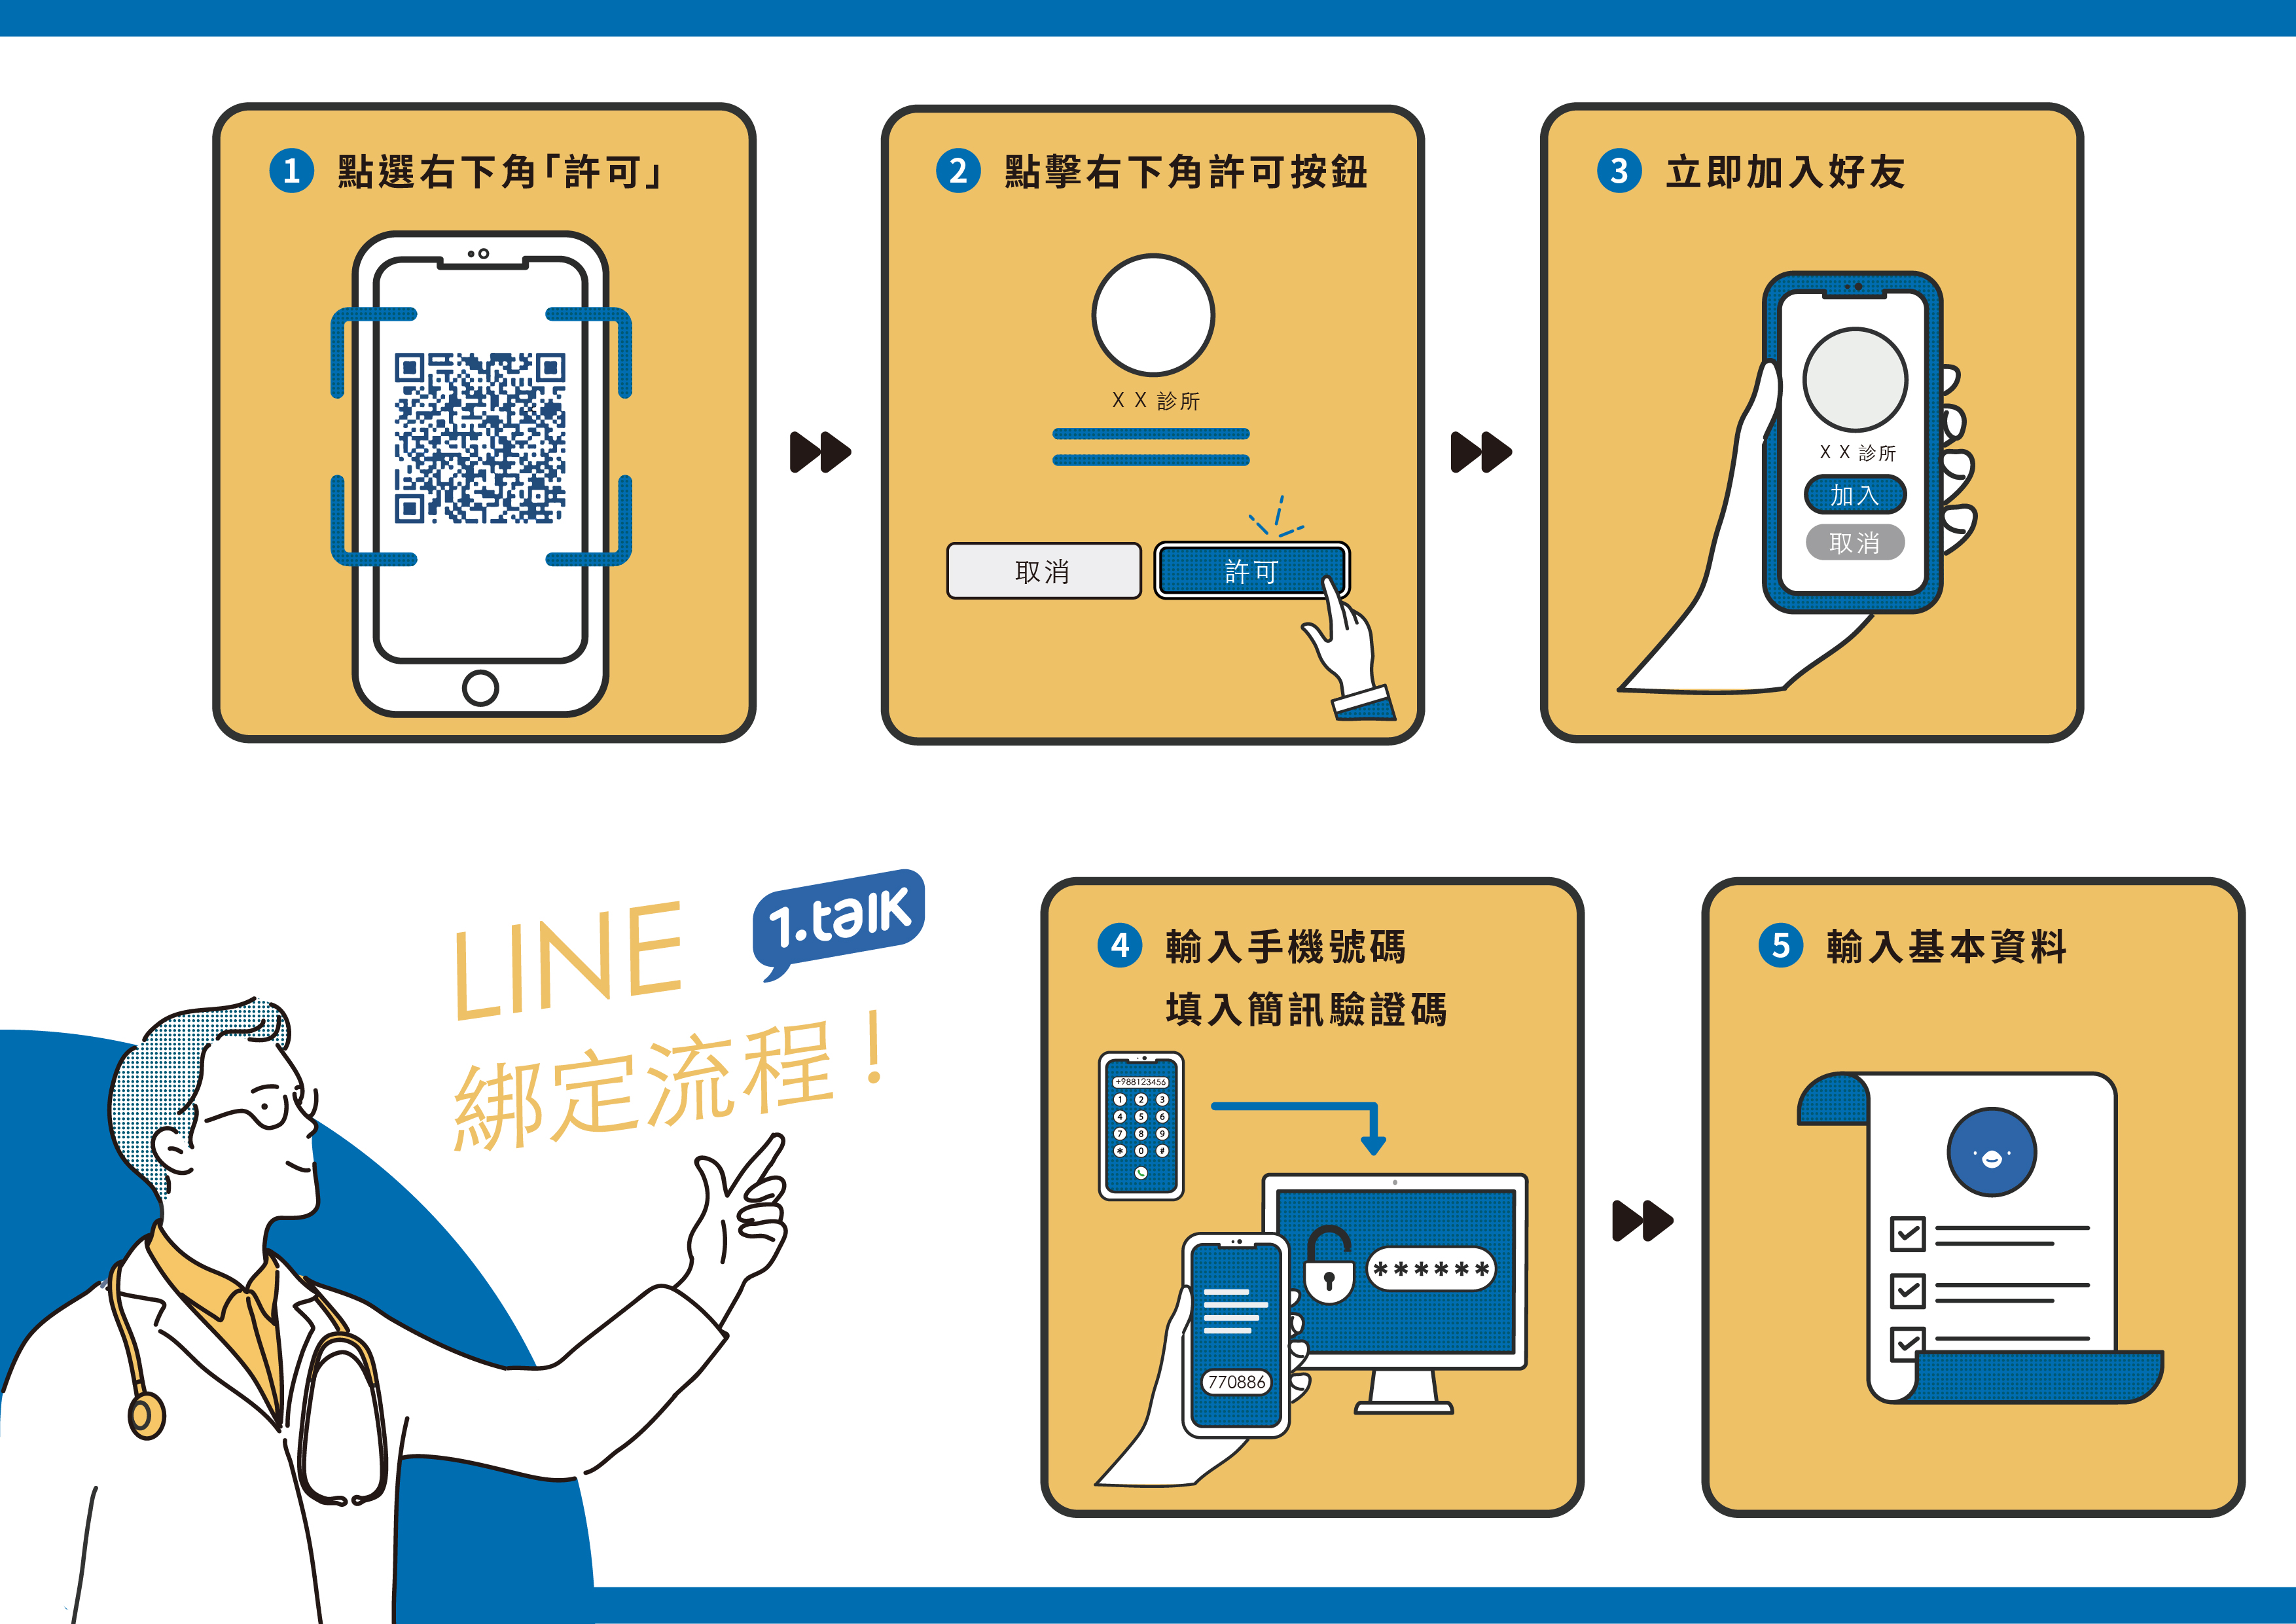 1 點選右下角「許可」
2 點擊右下角許可按鈕
X X 診所
取消
許可
3 立即加入好友
X X 診所
加入
取消
LINE 1.talk
綁定流程！
4 輸入手機號碼
填入簡訊驗證碼
+988123456
1 2 3
4 5 6
7 8 9
* 0 #
******
770886
5 輸入基本資料